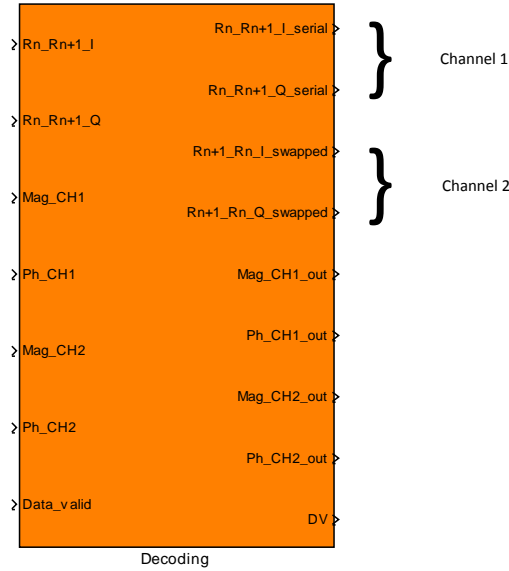 Rn_Rn+1_I_serial
Rn_Rn+1_I
Channel 1
Rn_Rn+1_Q_serial
Rn_Rn+1_Q
Rn+1_Rn_I_swapped
Channel 2
Mag_CH1
Rn+1_Rn_Q_swapped
Ph_CH1
Mag_CH1_out
Ph_CH1_out
Mag_CH2
Mag_CH2_out
Ph_CH2
Ph_CH2_out
Data_valid
DV
Decoding